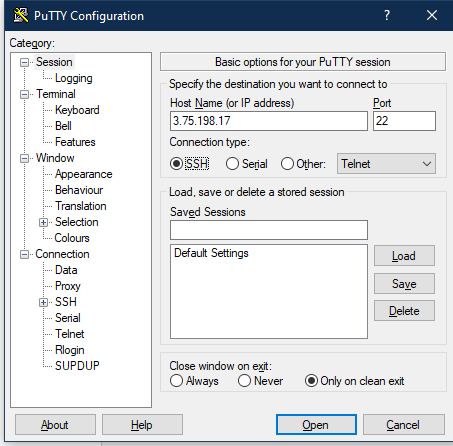 PuTTY Configuration
Category:
Session
Logging
Terminal
Keyboard
Bell
Features
Window
Appearance
Behaviour
Translation
Selection
Colours
Connection
Data
Proxy
SSH
Serial
Telnet
Rlogin
SUPDUP
Basic options for your PuTTY session
Specify the destination you want to connect to
Host Name (or IP address) Port
3.75.198.17 22
Connection type:
SSH Serial Other: Telnet
Load, save or delete a stored session
Saved Sessions
Default Settings
Load
Save
Delete
Close window on exit:
Always Never Only on clean exit
About Help Open Cancel